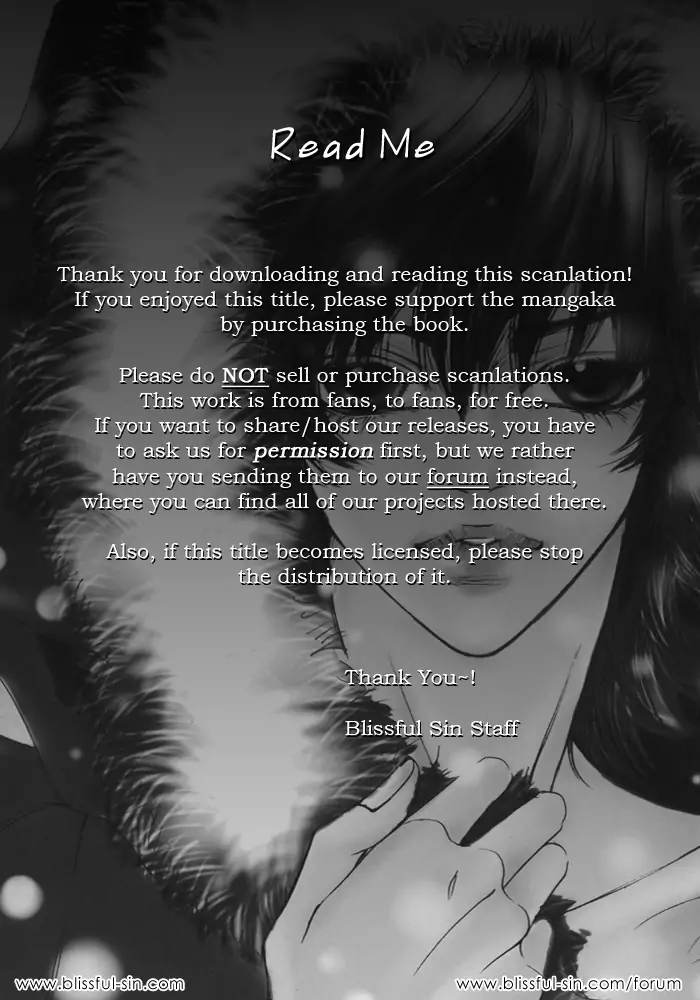 Read Me
Thank you for downloading and reading this scanlation!
If you enjoyed this title, please support the mangaka
by purchasing the book.
Please do NOT sell or purchase scanlations.
This work is from fans, to fans, for free.
If you want to share/host our releases, you have
to ask us for permission first, but we rather
have you sending them to our forum instead,
where you can find all of our projects hosted there.
Also, if this title becomes licensed, please stop
the distribution of it.
Thank You~!
Blissful Sin Staff
www.blissful-sin.com
www.blissful-sin.com/forum